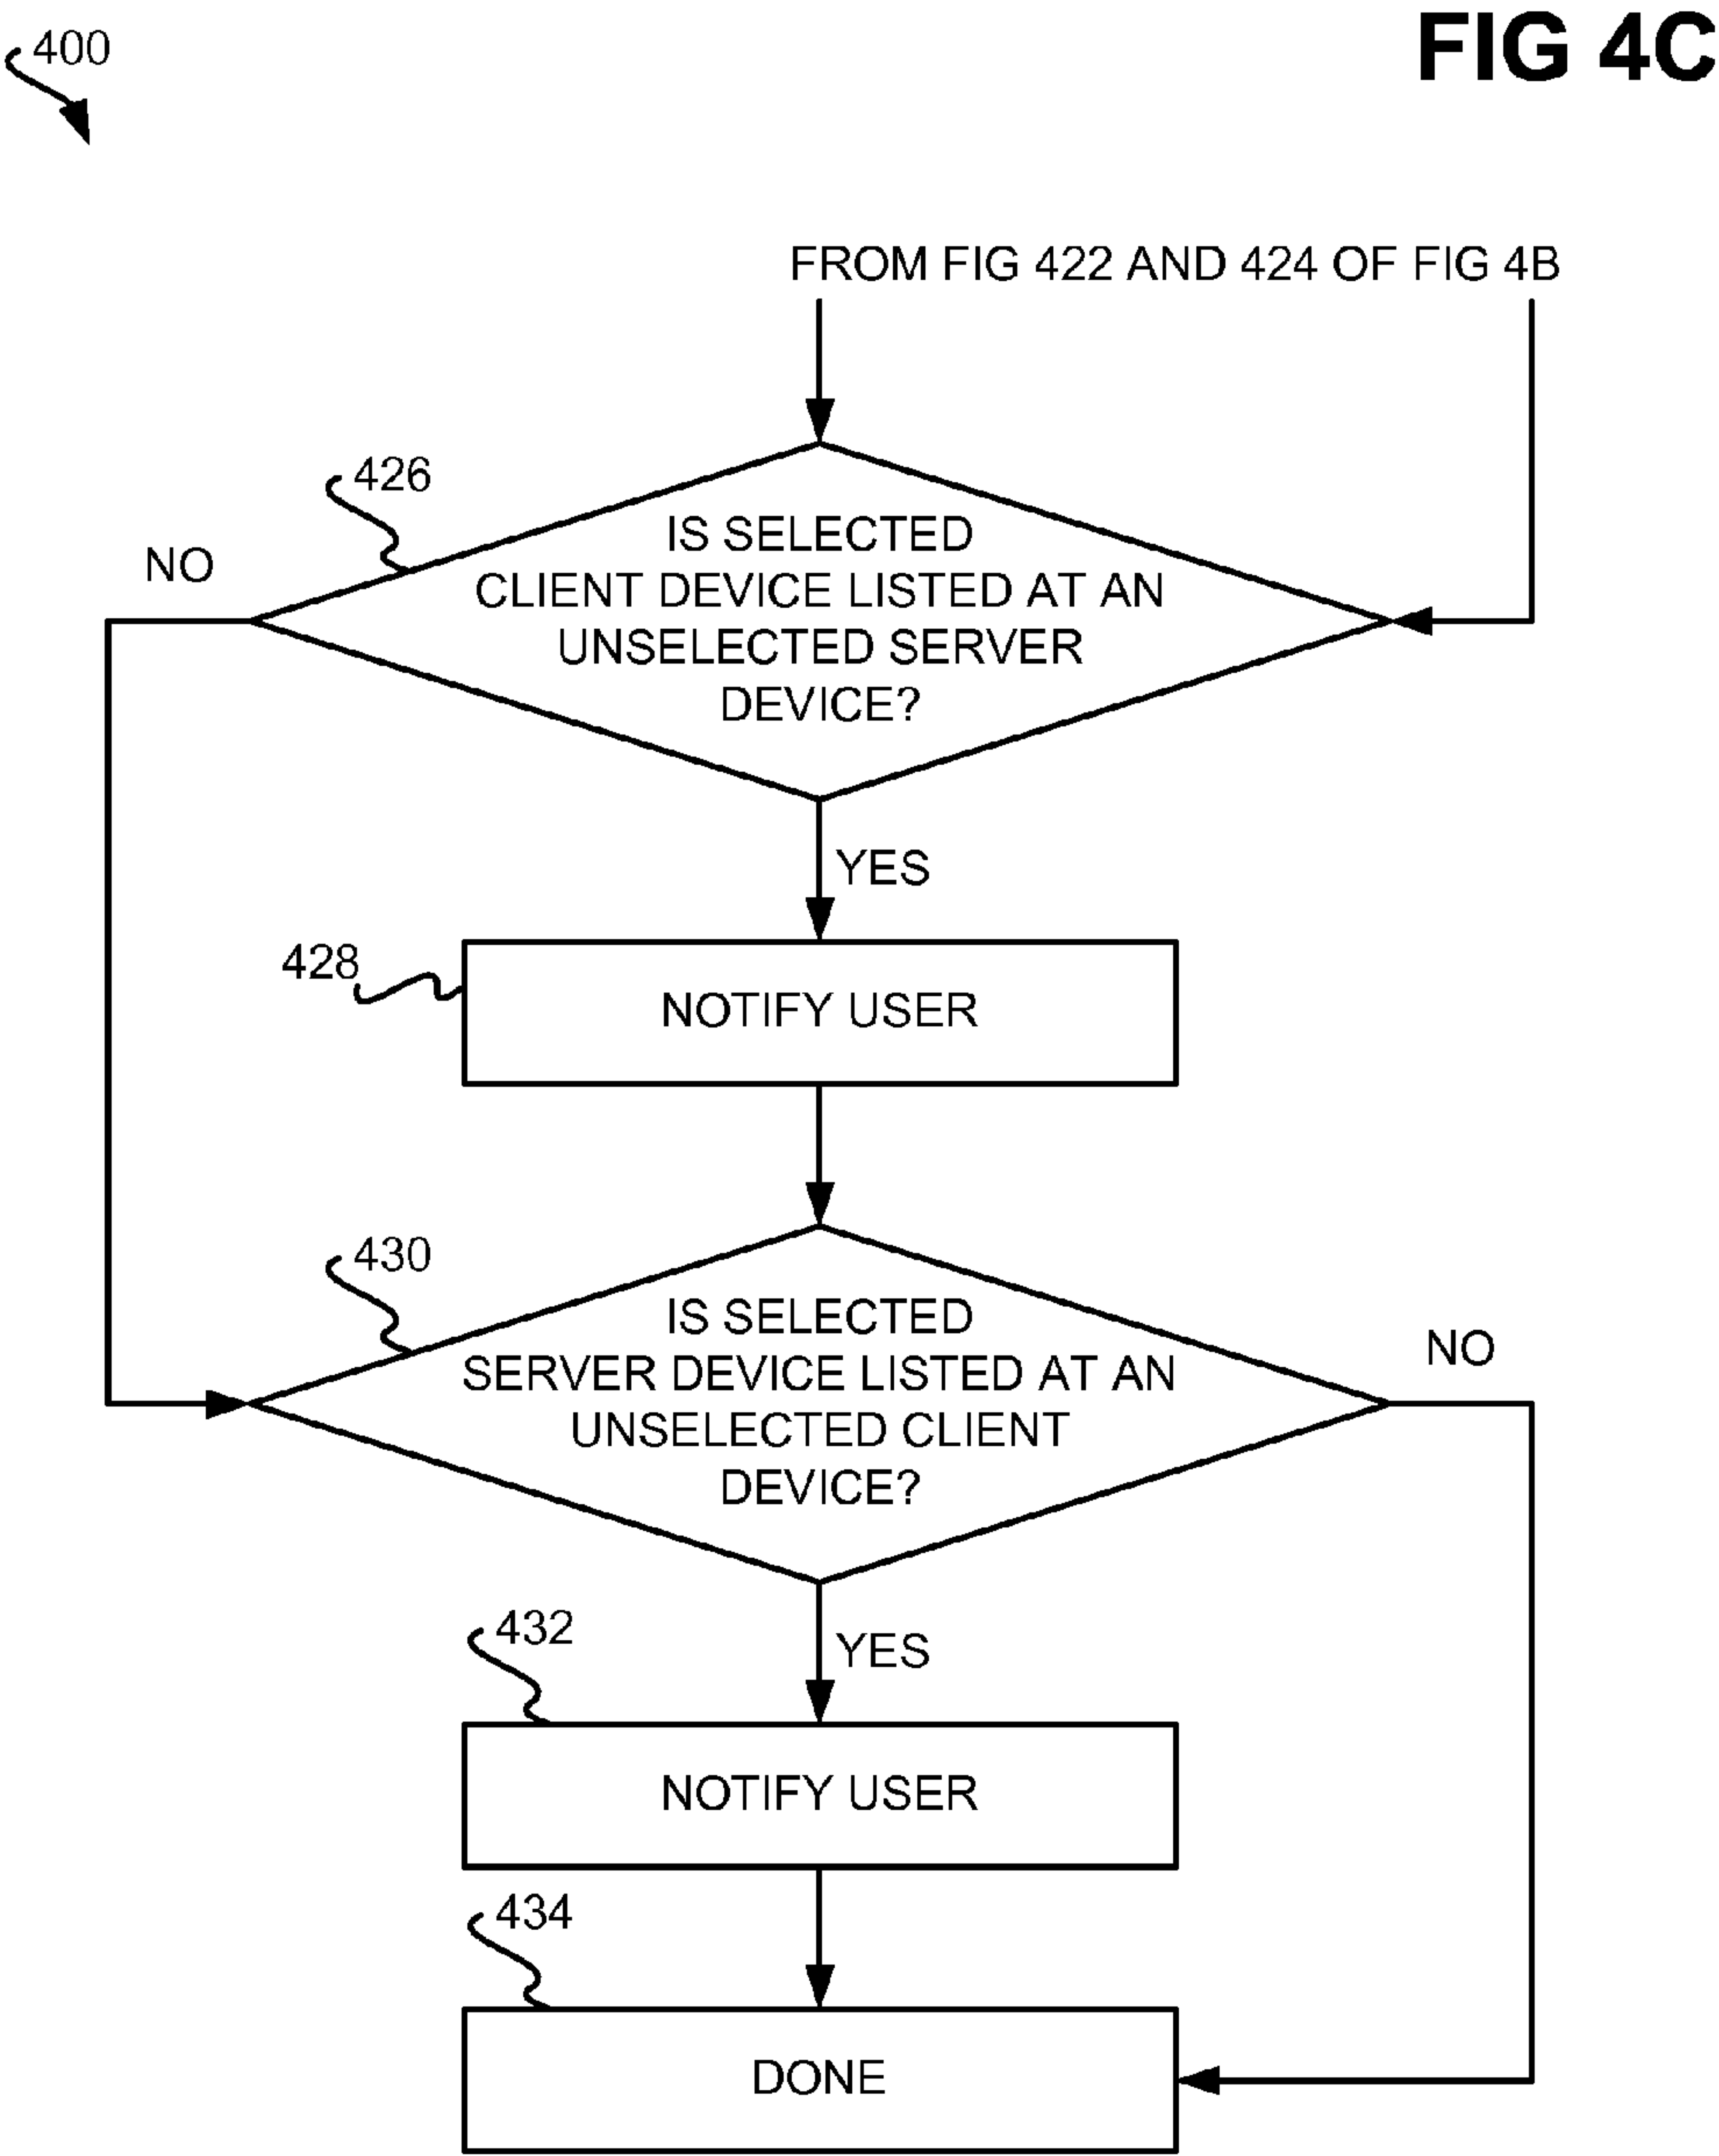 400
FIG 4C
FROM FIG 422 AND 424 OF FIG 4B
426
NO
IS SELECTED
CLIENT DEVICE LISTED AT AN
UNSELECTED SERVER
DEVICE?
YES
428
NOTIFY USER
430
IS SELECTED
SERVER DEVICE LISTED AT AN
UNSELECTED CLIENT
DEVICE?
NO
432
YES
NOTIFY USER
434
DONE